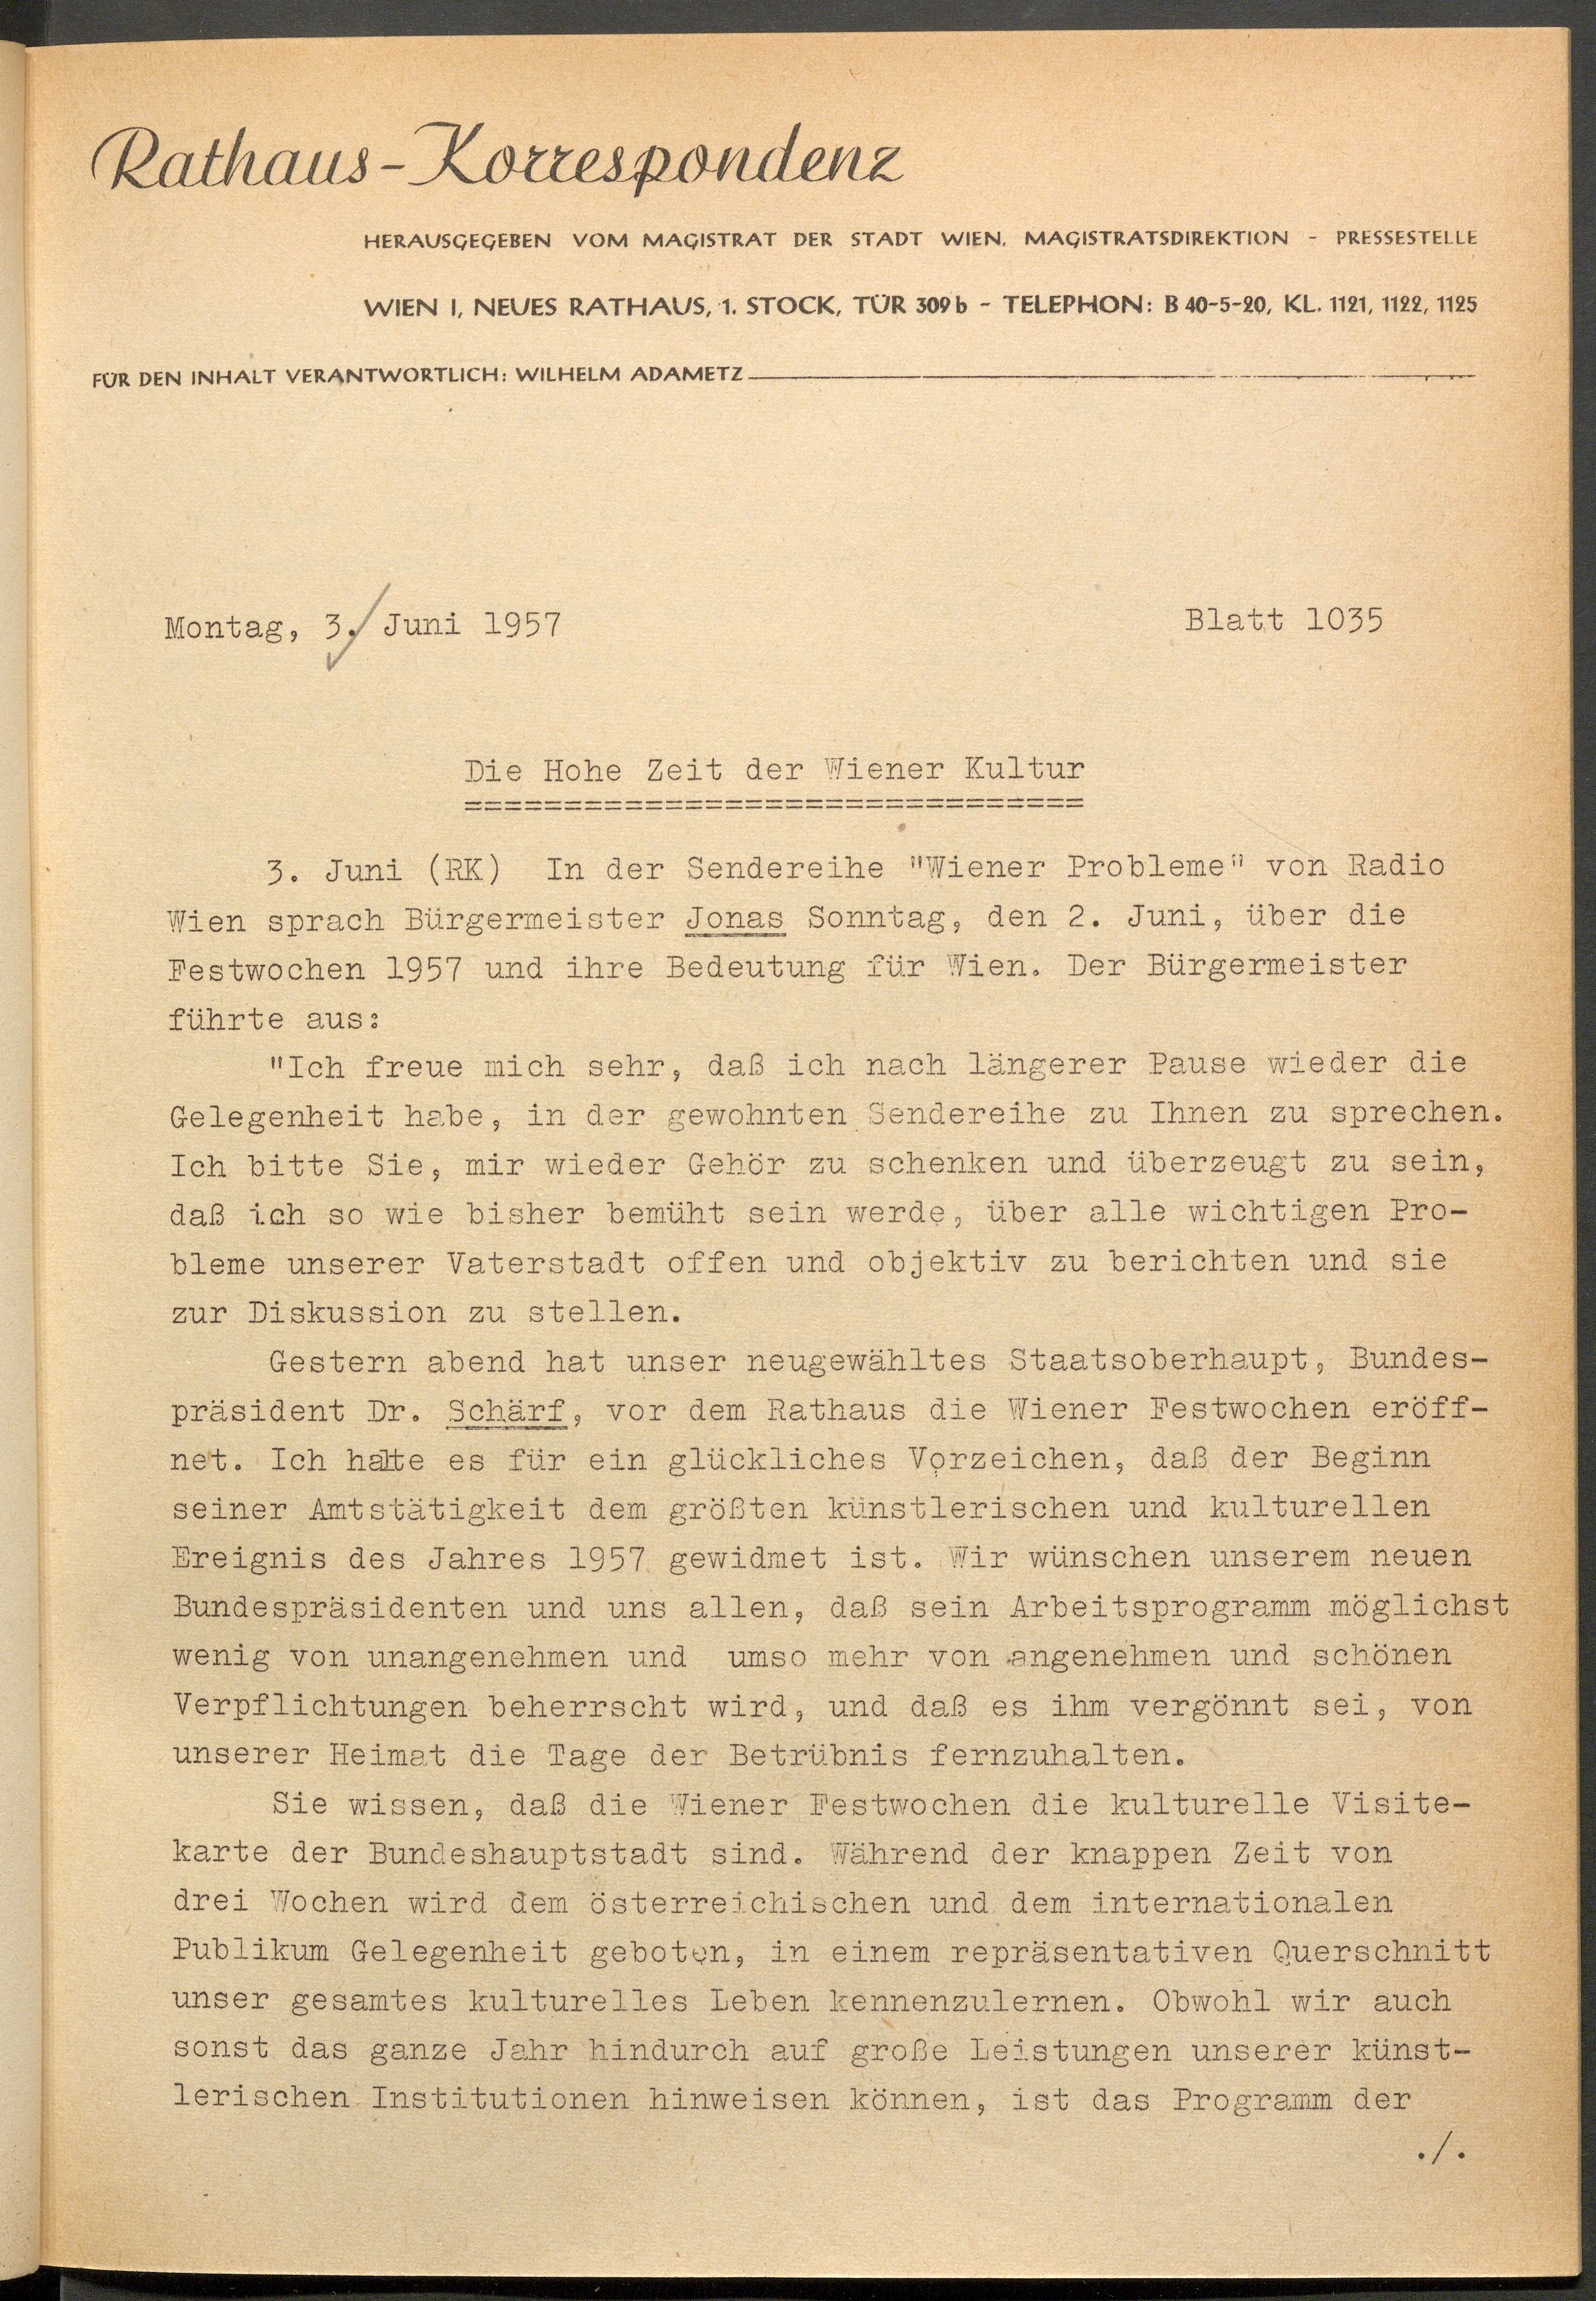 Rathaus-Korrespondenz
HERAUSGEGEBEN VOM MAGISTRAT DER STADT WIEN, MAGISTRATSDIREKTION - PRESSESTELLE
WIEN I, NEUES RATHAUS, 1. STOCK, TÜR 309 b - TELEPHON: B 40-5-20, KL. 1121, 1122, 1125
FÜR DEN INHALT VERANTWORTLICH: WILHELM ADAMETZ
Montag, 3. Juni 1957 Blatt 1035
Die Hohe Zeit der Wiener Kultur
===============================
3. Juni (RK) In der Sendereihe "Wiener Probleme" von Radio
Wien sprach Bürgermeister Jonas Sonntag, den 2. Juni, über die
Festwochen 1957 und ihre Bedeutung für Wien. Der Bürgermeister
führte aus:
"Ich freue mich sehr, daß ich nach längerer Pause wieder die
Gelegenheit habe, in der gewohnten Sendereihe zu Ihnen zu sprechen.
Ich bitte Sie, mir wieder Gehör zu schenken und überzeugt zu sein,
daß ich so wie bisher bemüht sein werde, über alle wichtigen Pro-
bleme unserer Vaterstadt offen und objektiv zu berichten und sie
zur Diskussion zu stellen.
Gestern abend hat unser neugewähltes Staatsoberhaupt, Bundes-
präsident Dr. Schärf, vor dem Rathaus die Wiener Festwochen eröff-
net. Ich halte es für ein glückliches Vorzeichen, daß der Beginn
seiner Amtstätigkeit dem größten künstlerischen und kulturellen
Ereignis des Jahres 1957 gewidmet ist. Wir wünschen unserem neuen
Bundespräsidenten und uns allen, daß sein Arbeitsprogramm möglichst
wenig von unangenehmen und umso mehr von angenehmen und schönen
Verpflichtungen beherrscht wird, und daß es ihm vergönnt sei, von
unserer Heimat die Tage der Betrübnis fernzuhalten.
Sie wissen, daß die Wiener Festwochen die kulturelle Visite-
karte der Bundeshauptstadt sind. Während der knappen Zeit von
drei Wochen wird dem österreichischen und dem internationalen
Publikum Gelegenheit geboten, in einem repräsentativen Querschnitt
unser gesamtes kulturelles Leben kennenzulernen. Obwohl wir auch
sonst das ganze Jahr hindurch auf große Leistungen unserer künst-
lerischen Institutionen hinweisen können, ist das Programm der
./.